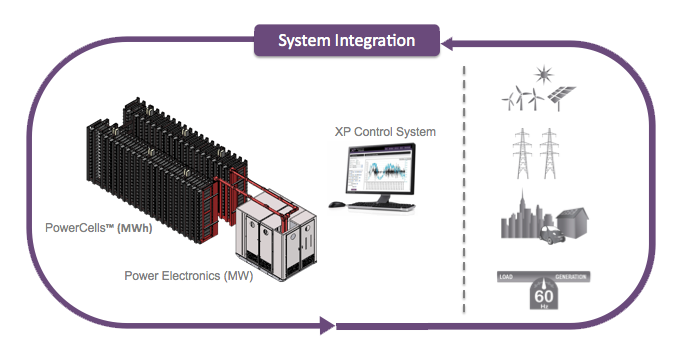 System Integration
XP Control System
PowerCells™ (MWh)
Power Electronics (MW)
LOAD
GENERATION
60
Hz